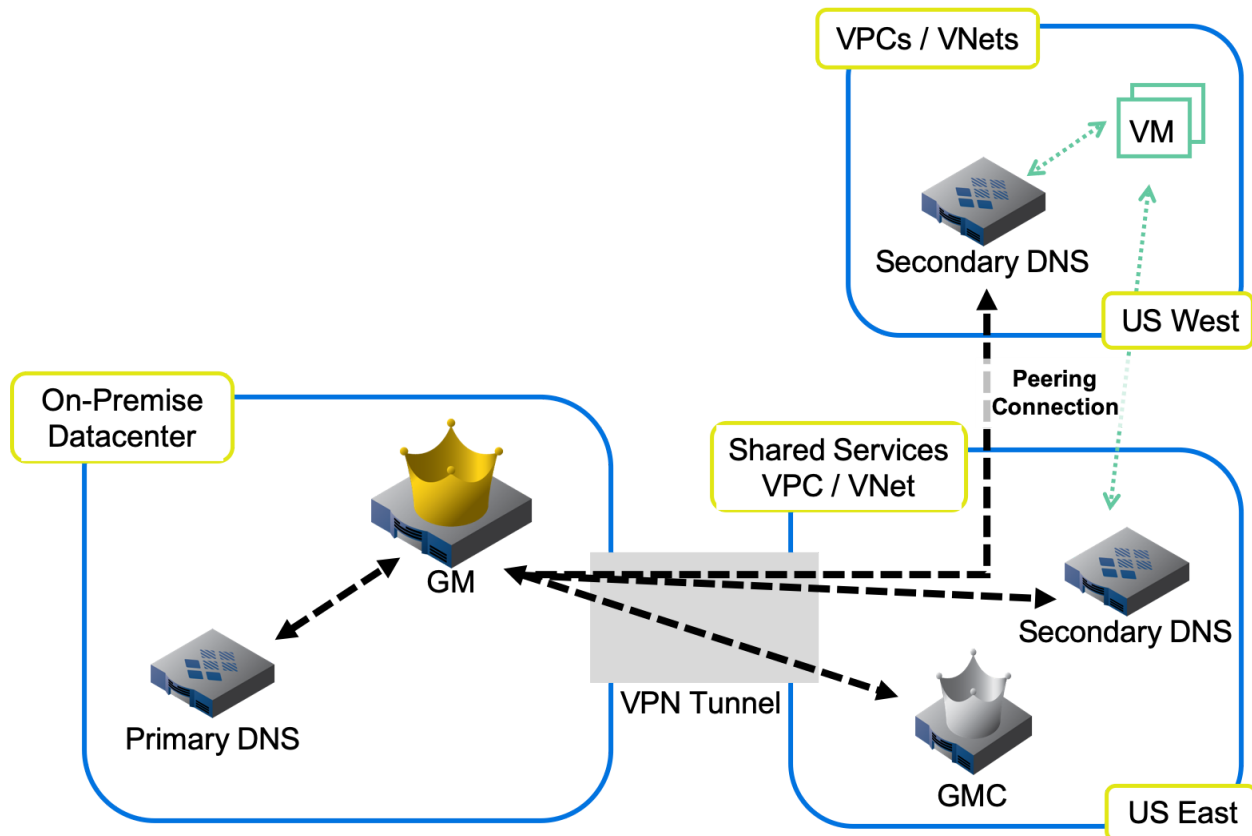 VPCs / VNets
VM
Secondary DNS
US West
Peering
Connection
On-Premise
Datacenter
Shared Services
VPC / VNet
GM
Secondary DNS
VPN Tunnel
Primary DNS
GMC
US East